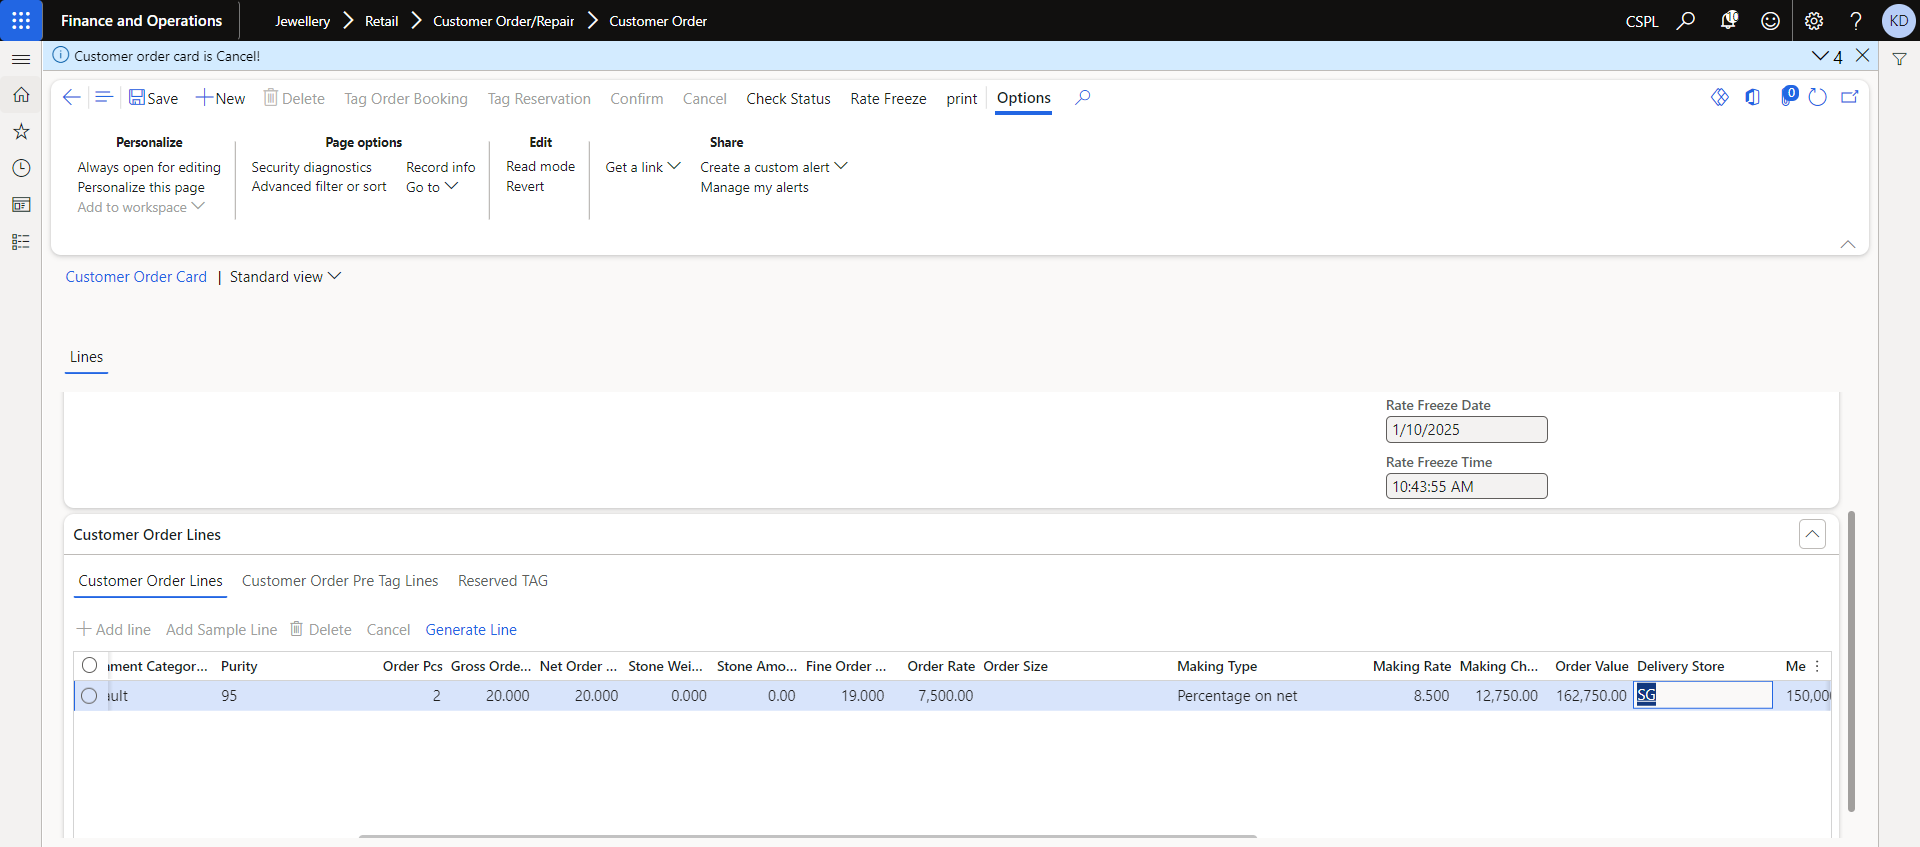 Finance and Operations
Jewellery
Retail
Customer Order/Repair
Customer Order
CSPL
10
?
KD
Customer order card is Cancel!
4
Save
New
Delete
Tag Order Booking
Tag Reservation
Confirm
Cancel
Check Status
Rate Freeze
print
Options
0
Personalize
Always open for editing
Personalize this page
Add to workspace
Page options
Security diagnostics
Advanced filter or sort
Record info
Go to
Edit
Read mode
Revert
Share
Get a link
Create a custom alert
Manage my alerts
Customer Order Card | Standard view
Lines
Rate Freeze Date
1/10/2025
Rate Freeze Time
10:43:55 AM
Customer Order Lines
Customer Order Lines
Customer Order Pre Tag Lines
Reserved TAG
Add line
Add Sample Line
Delete
Cancel
Generate Line
ment Categor... Purity Order Pcs Gross Orde... Net Order ... Stone Wei... Stone Amo... Fine Order ... Order Rate Order Size Making Type Making Rate Making Ch... Order Value Delivery Store Me
ault 95 2 20.000 20.000 0.000 0.00 19.000 7,500.00 Percentage on net 8.500 12,750.00 162,750.00 SG 150,00